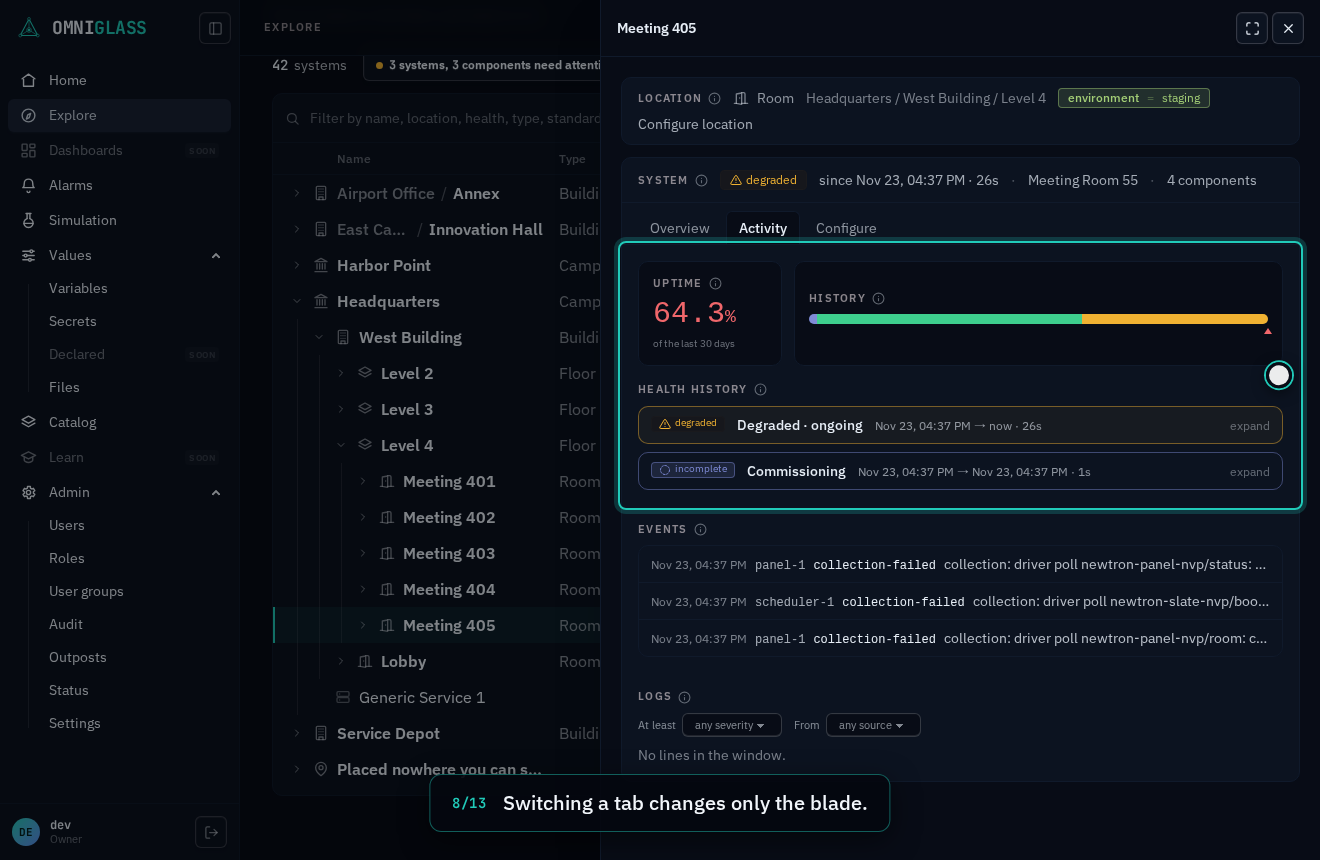 OMNIGLASS
Home
Explore
Dashboards SOON
Alarms
Simulation
Values
Variables
Secrets
Declared SOON
Files
Catalog
Learn SOON
Admin
Users
Roles
User groups
Audit
Outposts
Status
Settings
DE dev
Owner
EXPLORE
42 systems
3 systems, 3 components need attenti
Filter by name, location, health, type, standard
Name Type
Airport Office / Annex Buildi
East Ca... / Innovation Hall Buildi
Harbor Point Camp
Headquarters Camp
West Building Buildi
Level 2 Floor
Level 3 Floor
Level 4 Floor
Meeting 401 Room
Meeting 402 Room
Meeting 403 Room
Meeting 404 Room
Meeting 405 Room
Lobby Room
Generic Service 1
Service Depot Buildi
Placed nowhere you can s...
Meeting 405
LOCATION Room Headquarters / West Building / Level 4 environment = staging
Configure location
SYSTEM degraded since Nov 23, 04:37 PM · 26s · Meeting Room 55 · 4 components
Overview Activity Configure
UPTIME
64.3%
of the last 30 days
HISTORY
HEALTH HISTORY
degraded Degraded · ongoing Nov 23, 04:37 PM → now · 26s expand
incomplete Commissioning Nov 23, 04:37 PM → Nov 23, 04:37 PM · 1s expand
EVENTS
Nov 23, 04:37 PM panel-1 collection-failed collection: driver poll newtron-panel-nvp/status: ...
Nov 23, 04:37 PM scheduler-1 collection-failed collection: driver poll newtron-slate-nvp/boo...
Nov 23, 04:37 PM panel-1 collection-failed collection: driver poll newtron-panel-nvp/room: c...
LOGS
At least any severity From any source
No lines in the window.
8/13 Switching a tab changes only the blade.